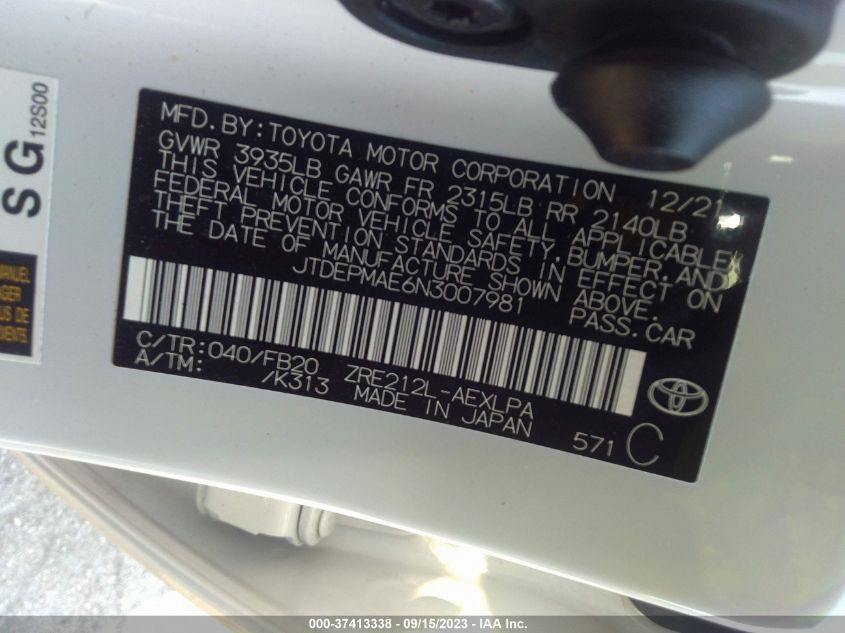 SG 12S00
MANUEL
DE
MFD. BY: TOYOTA MOTOR CORPORATION 12/21
GVWR 3935LB GAWR FR 2315LB RR 2140LB
THIS VEHICLE CONFORMS TO ALL APPLICABLE
FEDERAL MOTOR VEHICLE SAFETY, BUMPER, AND
THEFT PREVENTION STANDARDS IN EFFECT ON
THE DATE OF MANUFACTURE SHOWN ABOVE.
JTDEPMAE6N3007981 PASS.CAR
C/TR:040/FB20 ZRE212L-AEXLPA
A/TM: /K313 MADE IN JAPAN 571 C
000-37413338 - 09/15/2023 - IAA Inc.